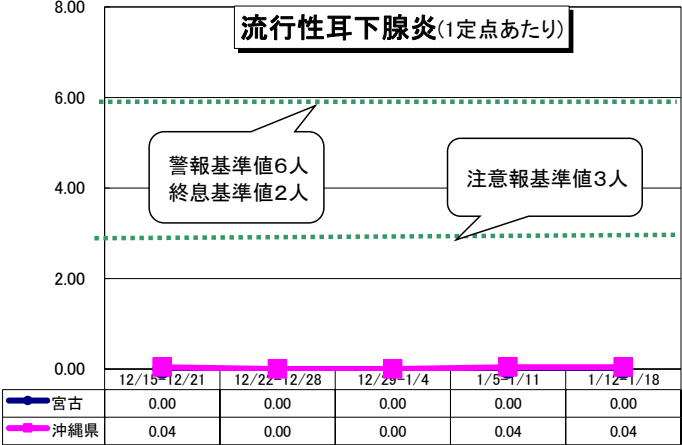 流行性耳下腺炎(1定点あたり)
8.00
6.00
4.00
2.00
0.00
警報基準値6人
終息基準値2人
注意報基準値3人
12/15-12/21 12/22-12/28 12/29-1/4 1/5-1/11 1/12-1/18
宮古 0.00 0.00 0.00 0.00 0.00
沖縄県 0.04 0.00 0.00 0.04 0.04